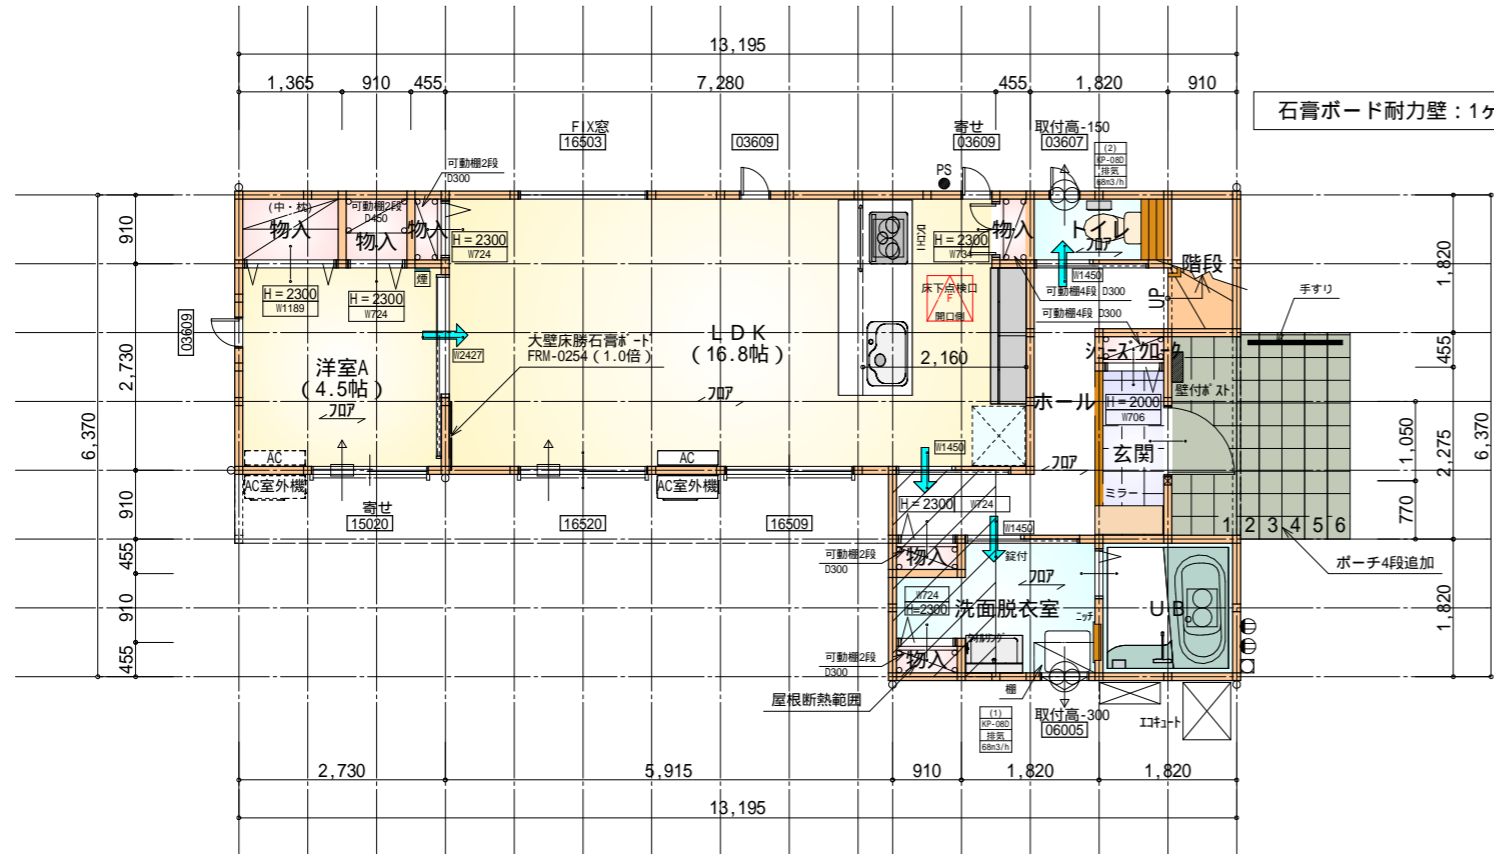 13,195
1,365
910
455
7,280
455
1,820
910
石膏ボード耐力壁：1ヶ
FIX窓
16503
03609
寄せ
03609
取付高-150
03607
(2)
KP-08D
排気
68m3/h
可動棚2段
D300
PS
(中・枕)
物入
可動棚2段
D450
物入
物入
H=2300
W724
H=2300
W734
物入
トイレ
フロア
階段
UP
W1450
可動棚4段 D300
可動棚4段 D300
手すり
煙
H=2300
W1189
H=2300
W724
床下点検口
F
開口側
03609
W2427
大壁床勝石膏ボード
FRM-0254（1.0倍）
LDK
（16.8帖）
2,160
シューズクローク
壁付ポスト
洋室A
（4.5帖）
フロア
フロア
ホール
H=2000
W706
玄関
ミラー
フロア
W1450
AC
AC室外機
AC
AC室外機
寄せ
15020
16520
16509
H=2300
W724
W1450
1 2 3 4 5 6
ポーチ4段追加
可動棚2段
D300
物入
錠付
フロア
W724
H=2300
洗面脱衣室
ニッチ
UB
タオルリング
可動棚2段
D300
物入
屋根断熱範囲
棚
(1)
KP-08D
排気
68m3/h
取付高-300
06005
エコキュート
910
2,730
6,370
910
455
910
455
1,820
455
1,050
2,275
6,370
770
1,820
2,730
5,915
910
1,820
1,820
13,195